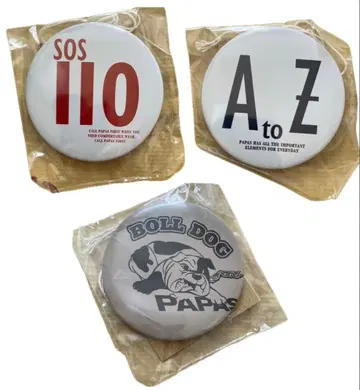 SOS
110
CALL PAPAS FIRST WHEN YOU
NEED COMFORTABLE WEAR.
CALL PAPAS FIRST
A to Z
PAPAS HAS ALL THE IMPORTANT
ELEMENTS FOR EVERYDAY
BOLL DOG
PAPAS